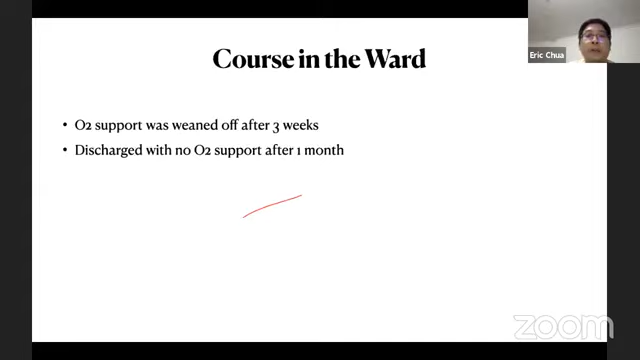 Course in the Ward
Eric Chua
• O2 support was weaned off after 3 weeks
• Discharged with no O2 support after 1 month
zoom